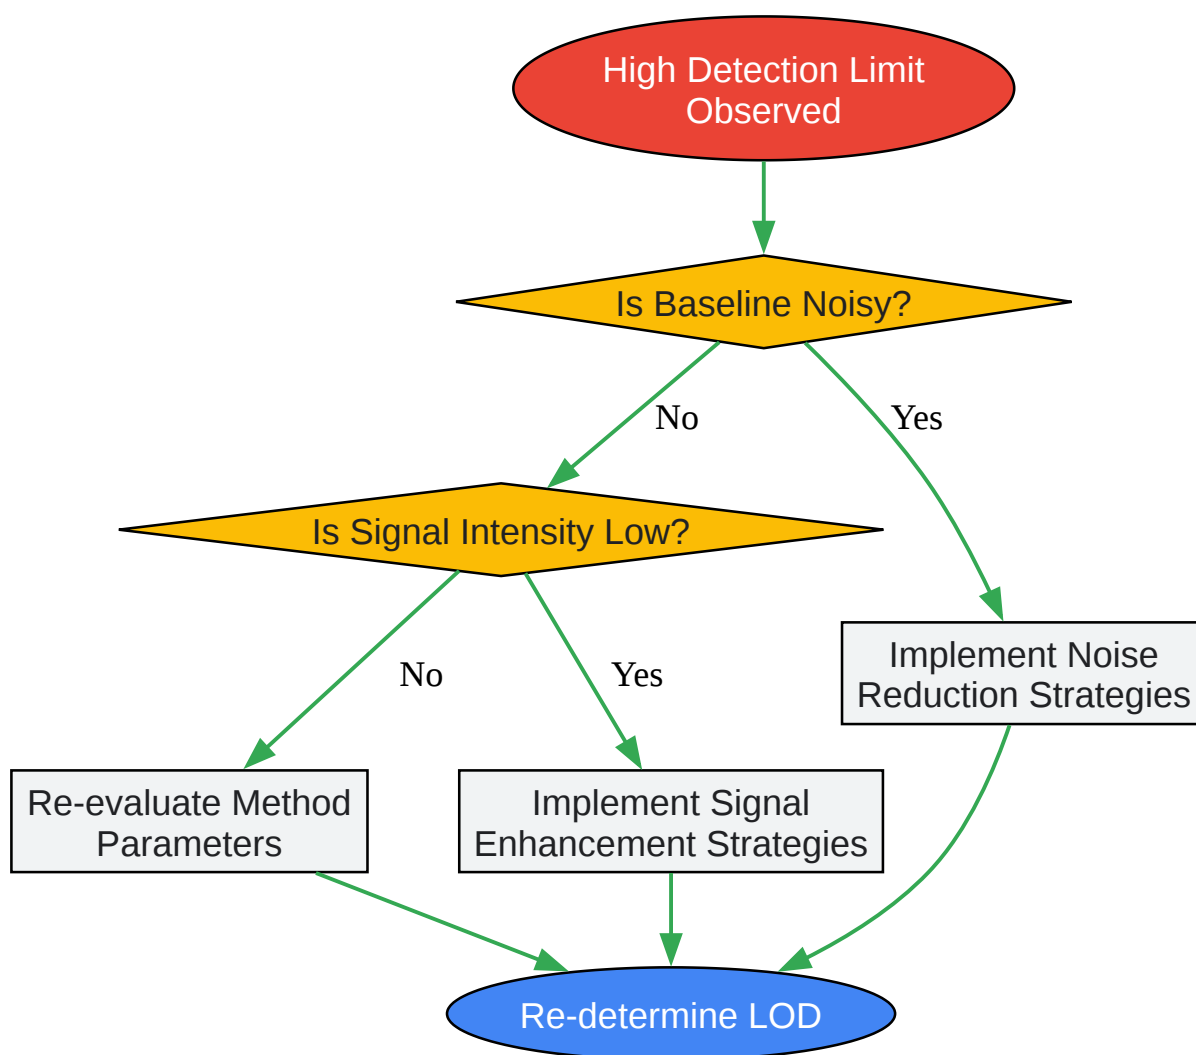 High Detection Limit
Observed
Is Baseline Noisy?
No
Yes
Is Signal Intensity Low?
No
Yes
Implement Noise
Reduction Strategies
Re-evaluate Method
Parameters
Implement Signal
Enhancement Strategies
Re-determine LOD